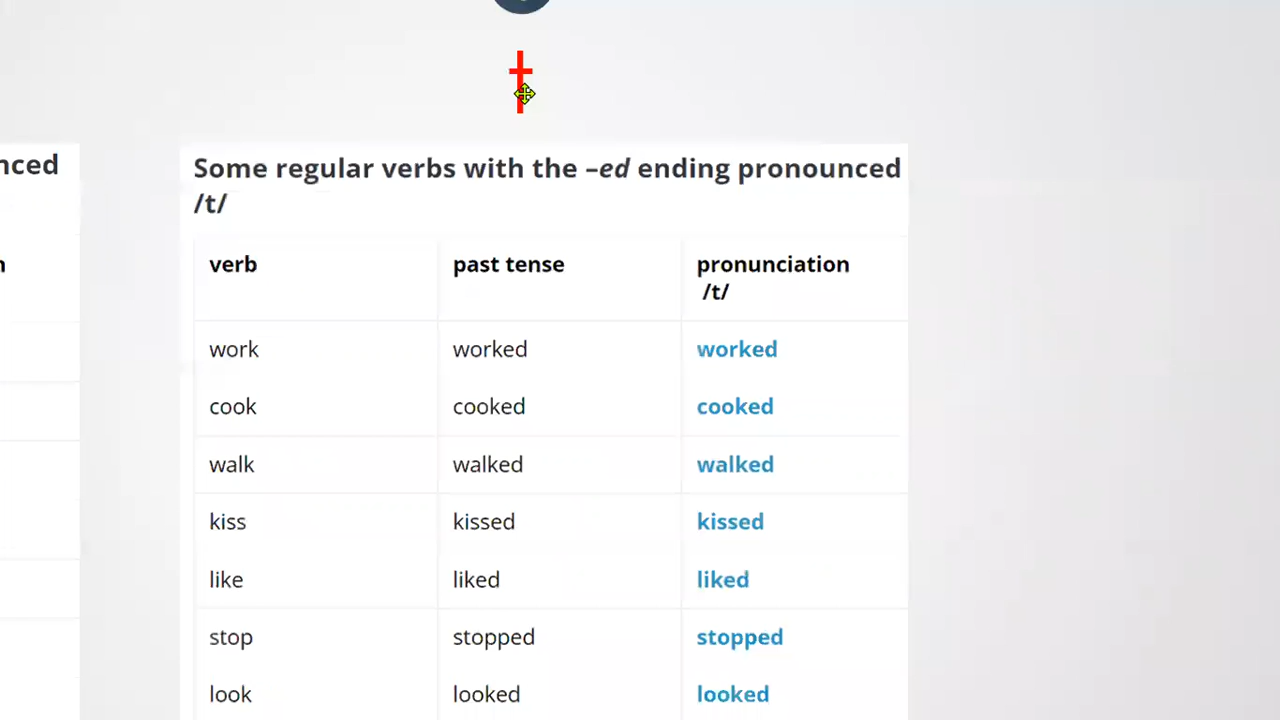 nced
Some regular verbs with the –ed ending pronounced
/t/
verb past tense pronunciation
/t/
work worked worked
cook cooked cooked
walk walked walked
kiss kissed kissed
like liked liked
stop stopped stopped
look looked looked